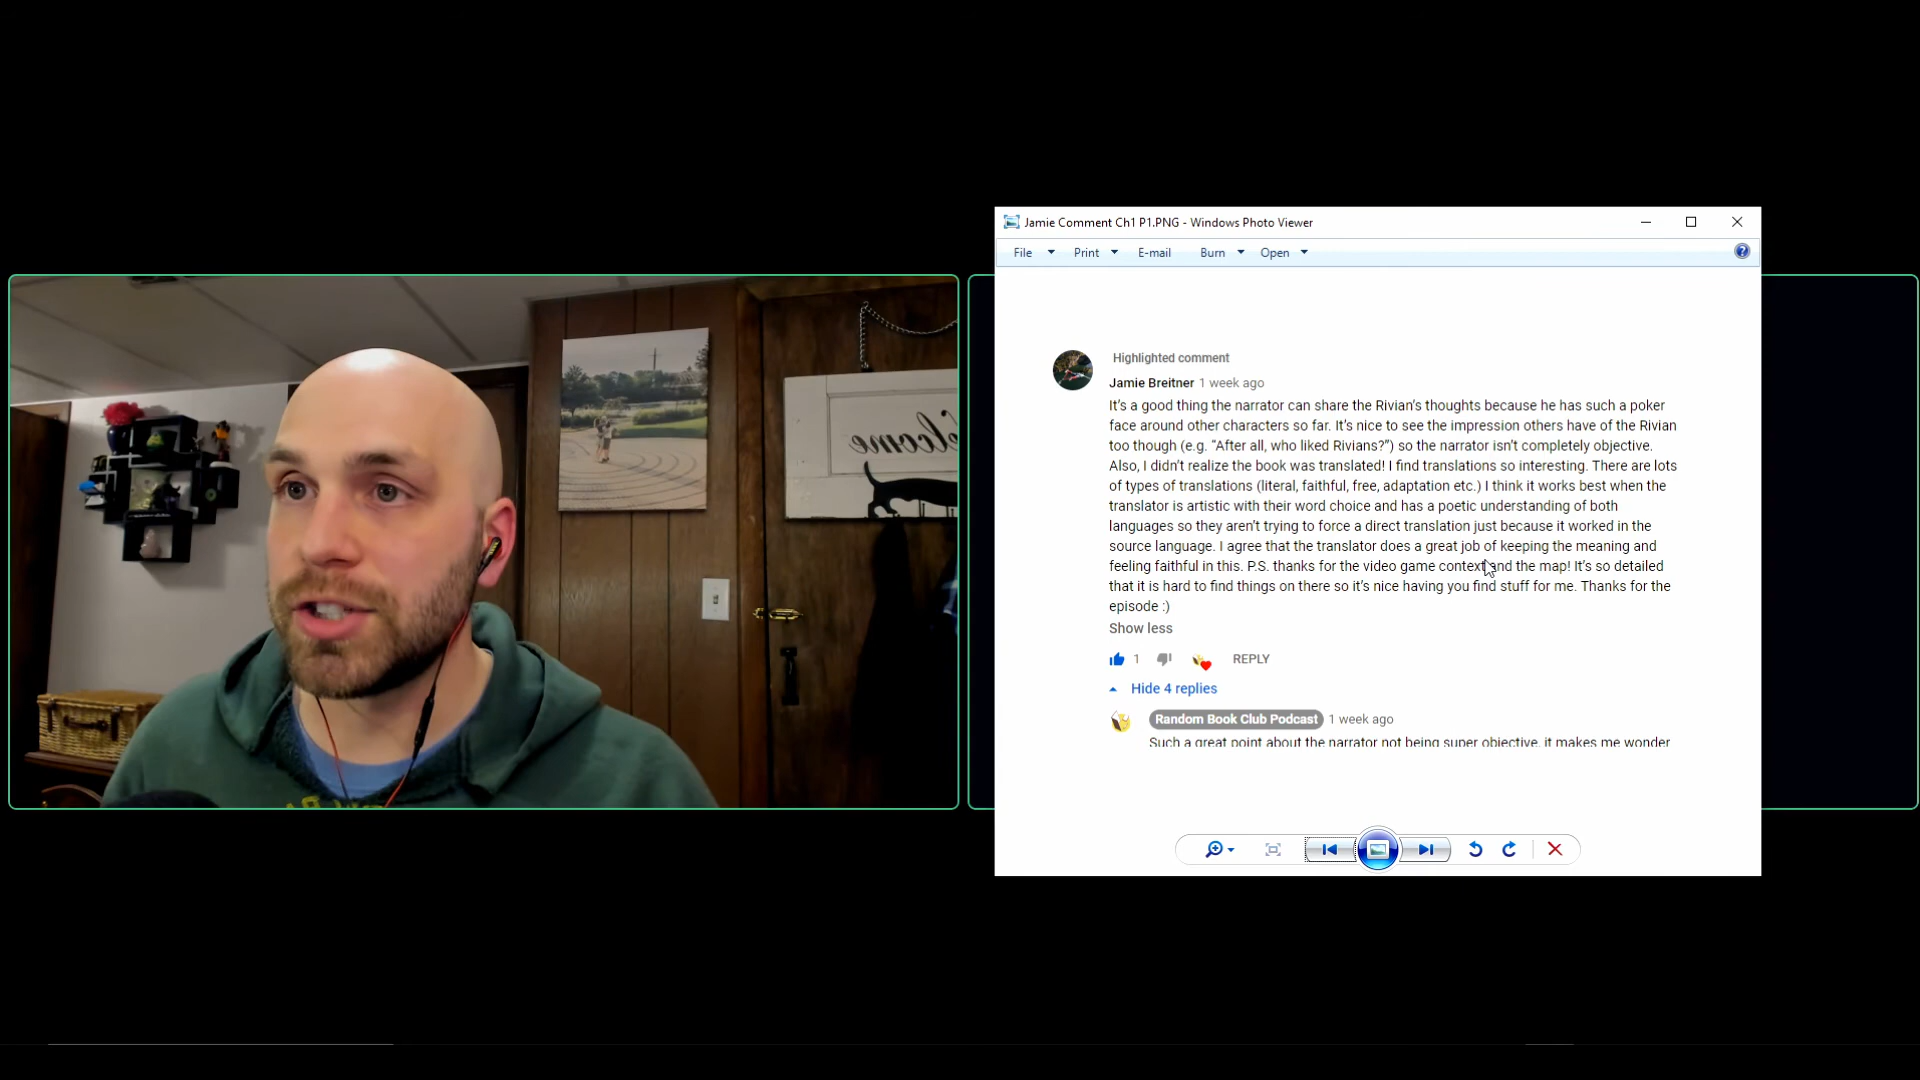 Jamie Comment Ch1 P1.PNG - Windows Photo Viewer
File Print E-mail Burn Open
Highlighted comment
Jamie Breitner 1 week ago
It's a good thing the narrator can share the Rivian's thoughts because he has such a poker
face around other characters so far. It's nice to see the impression others have of the Rivian
too though (e.g. "After all, who liked Rivians?") so the narrator isn't completely objective.
Also, I didn't realize the book was translated! I find translations so interesting. There are lots
of types of translations (literal, faithful, free, adaptation etc.) I think it works best when the
translator is artistic with their word choice and has a poetic understanding of both
languages so they aren't trying to force a direct translation just because it worked in the
source language. I agree that the translator does a great job of keeping the meaning and
feeling faithful in this. P.S. thanks for the video game context and the map! It's so detailed
that it is hard to find things on there so it's nice having you find stuff for me. Thanks for the
episode :)
Show less
1 REPLY
Hide 4 replies
Random Book Club Podcast 1 week ago
Such a great point about the narrator not being super objective, it makes me wonder
Welcome